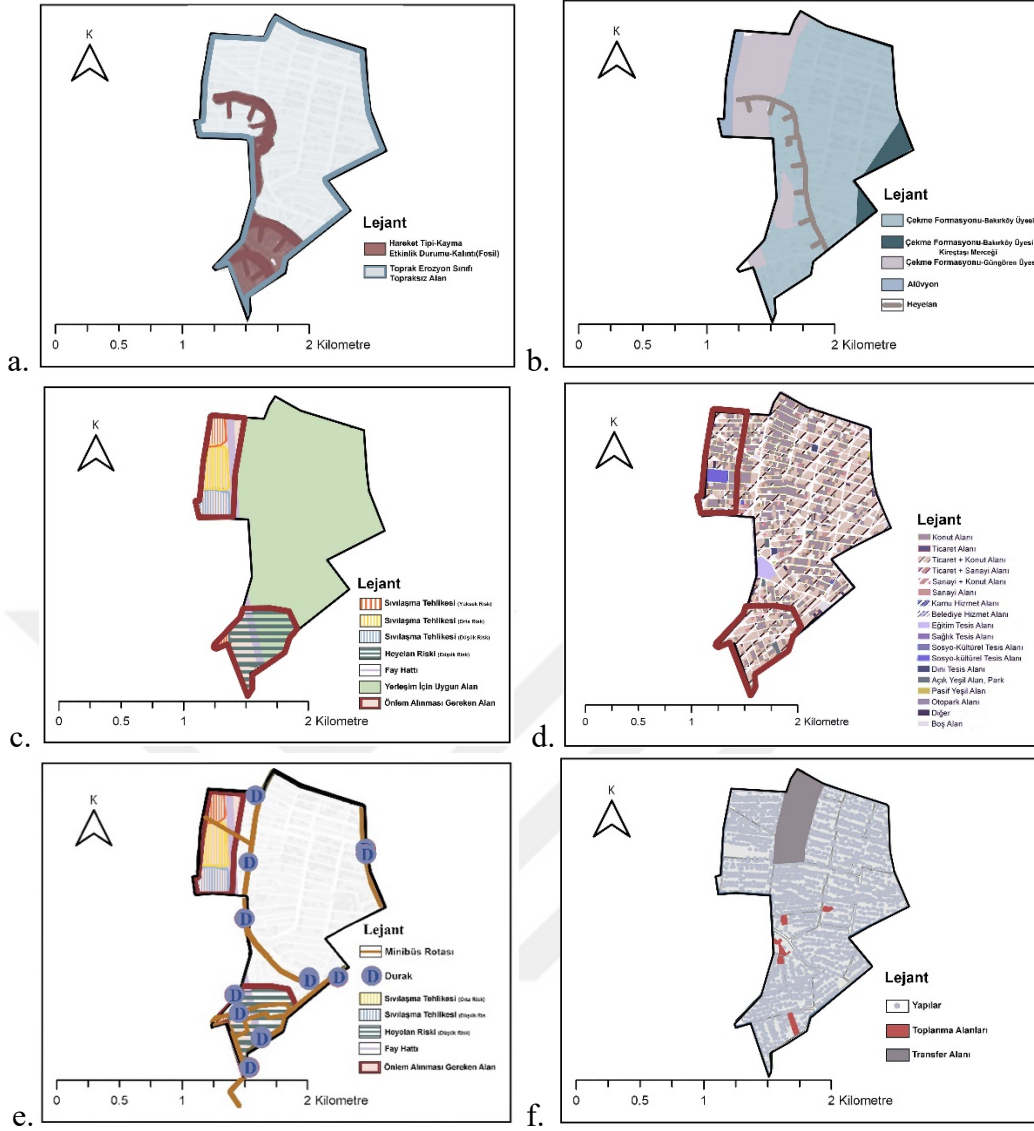 K
Lejant
Hareket Tipi-Kayma
Etkinlik Durumu-Kalıntı(Fosil)
Toprak Erozyon Sınıfı
Topraksız Alan
0 0.5 1 2 Kilometre
a.
K
Lejant
Çekme Formasyonu-Bakırköy Üyesi
Çekme Formasyonu-Bakırköy Üyesi
Kireçtaşı Merceği
Çekme Formasyonu-Güngören Üyesi
Alüvyon
Heyelan
0 0.5 1 2 Kilometre
b.
K
Lejant
Sıvılaşma Tehlikesi (Yüksek Risk)
Sıvılaşma Tehlikesi (Orta Risk)
Sıvılaşma Tehlikesi (Düşük Risk)
Heyelan Riski (Düşük Risk)
Fay Hattı
Yerleşim İçin Uygun Alan
Önlem Alınması Gereken Alan
0 0.5 1 2 Kilometre
c.
K
Lejant
Konut Alanı
Ticaret Alanı
Ticaret + Konut Alanı
Ticaret + Sanayi Alanı
Sanayi + Konut Alanı
Sanayi Alanı
Kamu Hizmet Alanı
Belediye Hizmet Alanı
Eğitim Tesis Alanı
Sağlık Tesis Alanı
Sosyo-Kültürel Tesis Alanı
Sosyo-kültürel Tesis Alanı
Dini Tesis Alanı
Açık Yeşil Alan, Park
Pasif Yeşil Alan
Otopark Alanı
Diğer
Boş Alan
0 0.5 1 2 Kilometre
d.
K
D
D
D
D
D
D
D
D
D
D
Lejant
Minibüs Rotası
D Durak
Sıvılaşma Tehlikesi (Orta Risk)
Sıvılaşma Tehlikesi (Düşük Ris
Heyelan Riski (Düşük Risk)
Fay Hattı
Önlem Alınması Gereken Alan
0 0.5 1 2 Kilometre
e.
K
Lejant
Yapılar
Toplanma Alanları
Transfer Alanı
0 0.5 1 2 Kilometre
f.